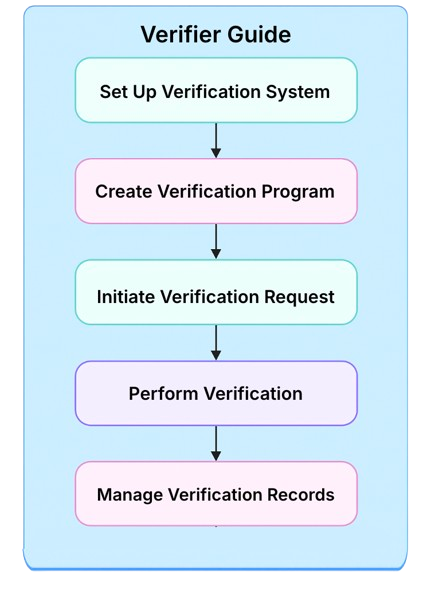 Verifier Guide
Set Up Verification System
Create Verification Program
Initiate Verification Request
Perform Verification
Manage Verification Records